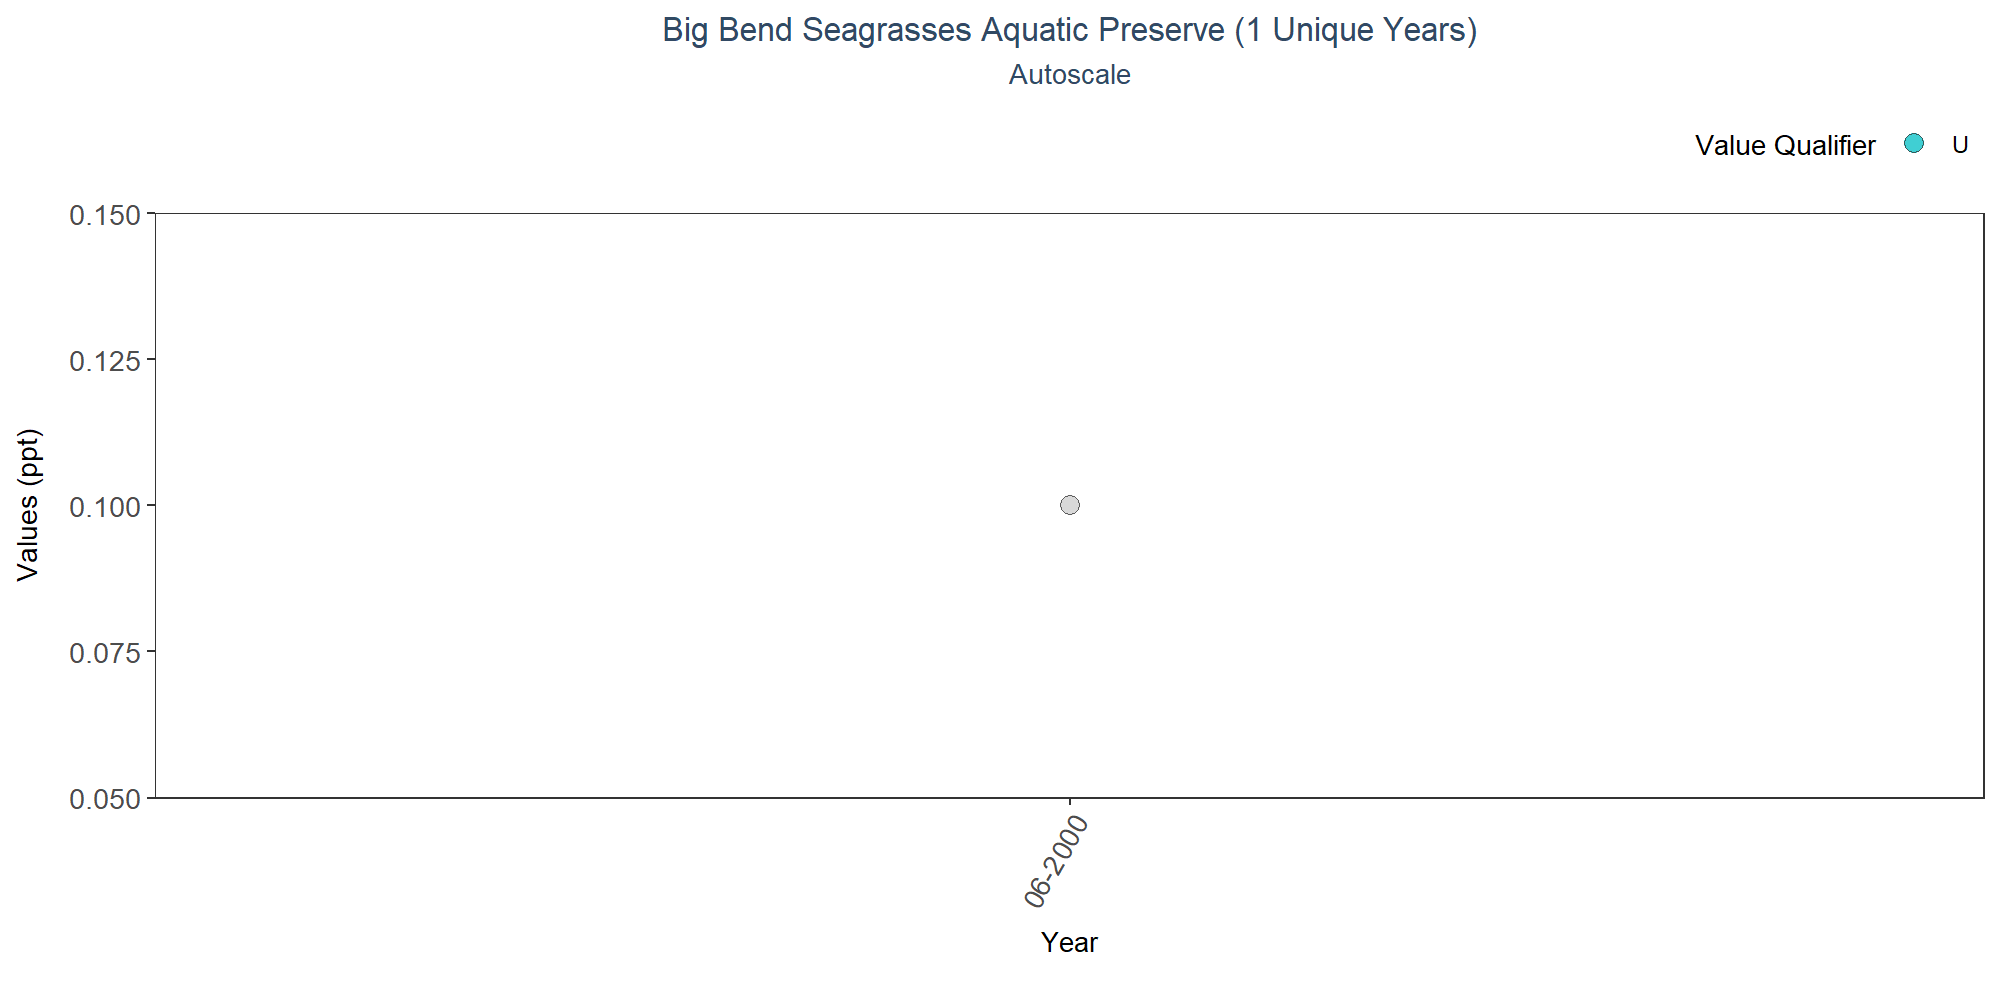 Big Bend Seagrasses Aquatic Preserve (1 Unique Years)
Autoscale
Value Qualifier U
0.150
0.125
0.100
0.075
0.050
Values (ppt)
06-2000
Year